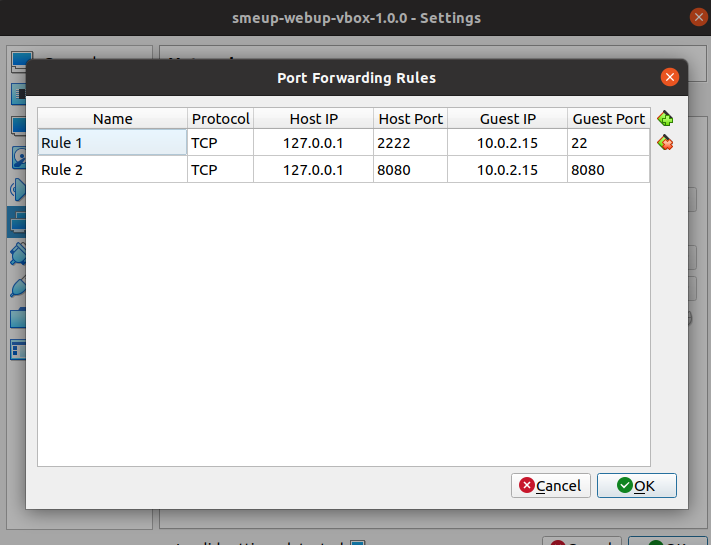 smeup-webup-vbox-1.0.0 - Settings
Port Forwarding Rules
Name Protocol Host IP Host Port Guest IP Guest Port
Rule 1 TCP 127.0.0.1 2222 10.0.2.15 22
Rule 2 TCP 127.0.0.1 8080 10.0.2.15 8080
Cancel OK